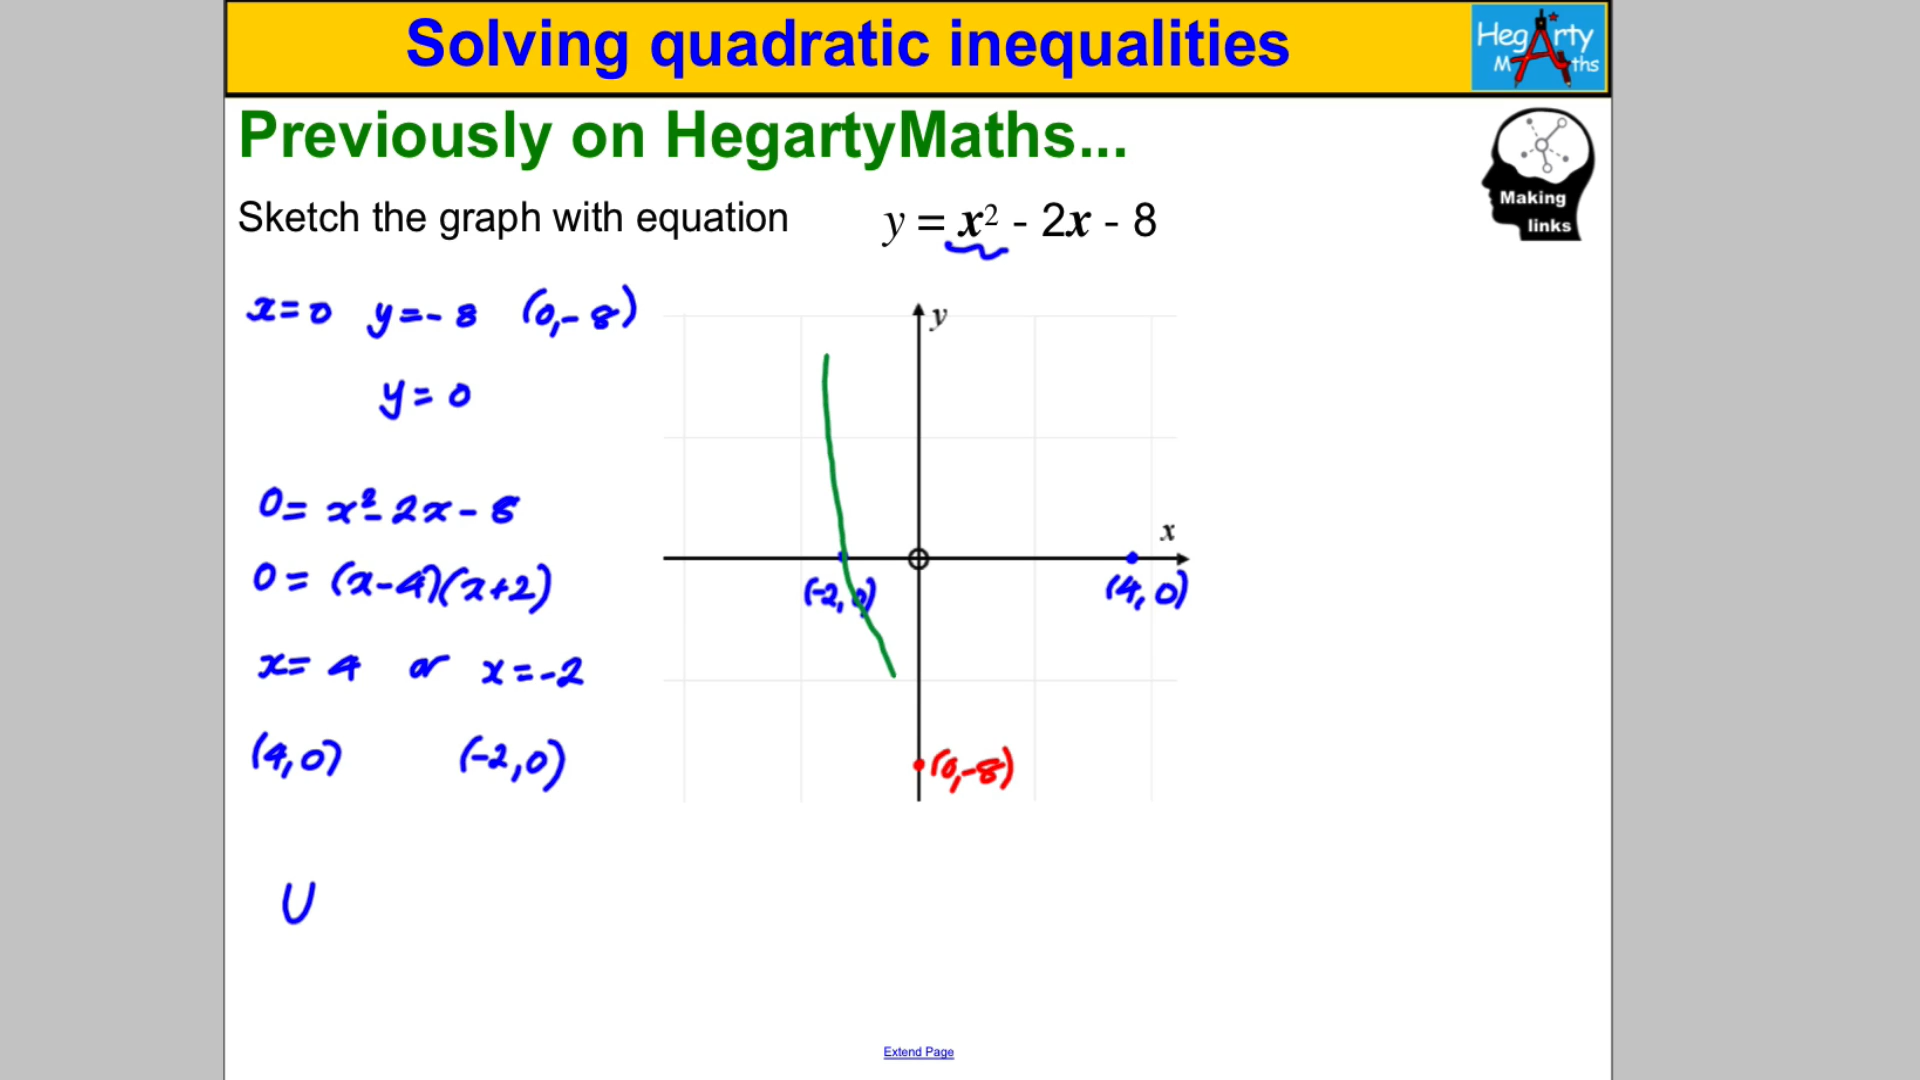 Solving quadratic inequalities
Hegarty
Maths
Previously on HegartyMaths...
Making
links
Sketch the graph with equation y = x² - 2x - 8
x=0 y=-8 (0,-8)
y
y=0
0= x²-2x-8
x
0= (x-4)(x+2)
(-2,0) (4,0)
x=4 or x=-2
(4,0) (-2,0)
(0,-8)
U
Extend Page